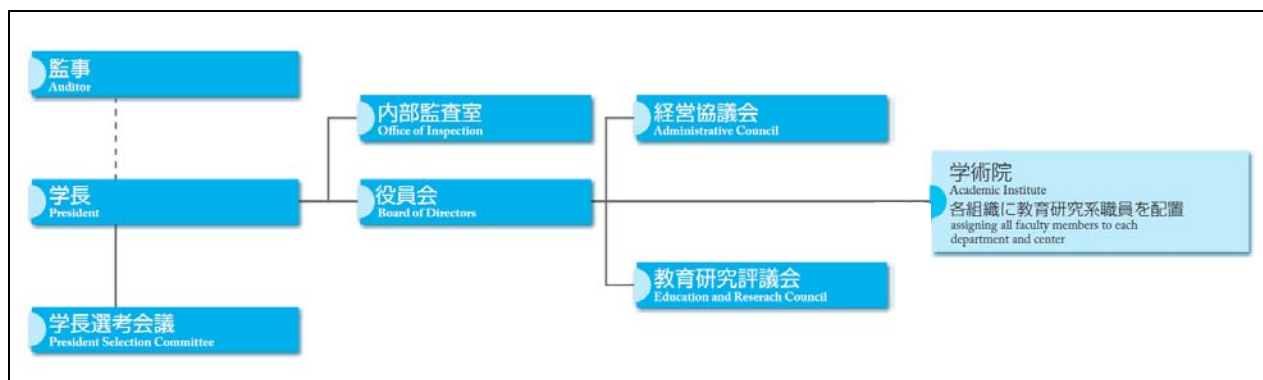 監事
Auditor
学長
President
学長選考会議
President Selection Committee
内部監査室
Office of Inspection
役員会
Board of Directors
経営協議会
Administrative Council
教育研究評議会
Education and Reserach Council
学術院
Academic Institute
各組織に教育研究系職員を配置
assigning all faculty members to each
department and center